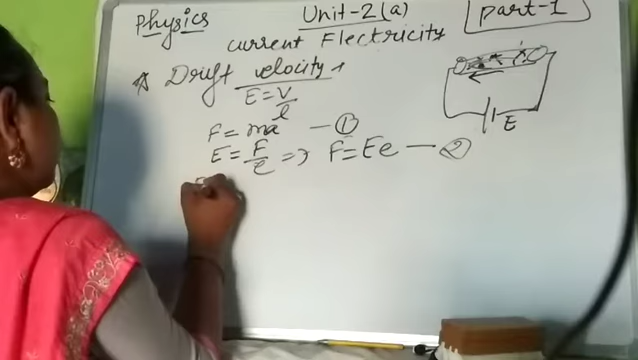 Physics
Unit-2(a)
part-1
current Electricity
Drift velocity
E = V/l
F = ma — ①
E = F/e => F = Ee — ②
E